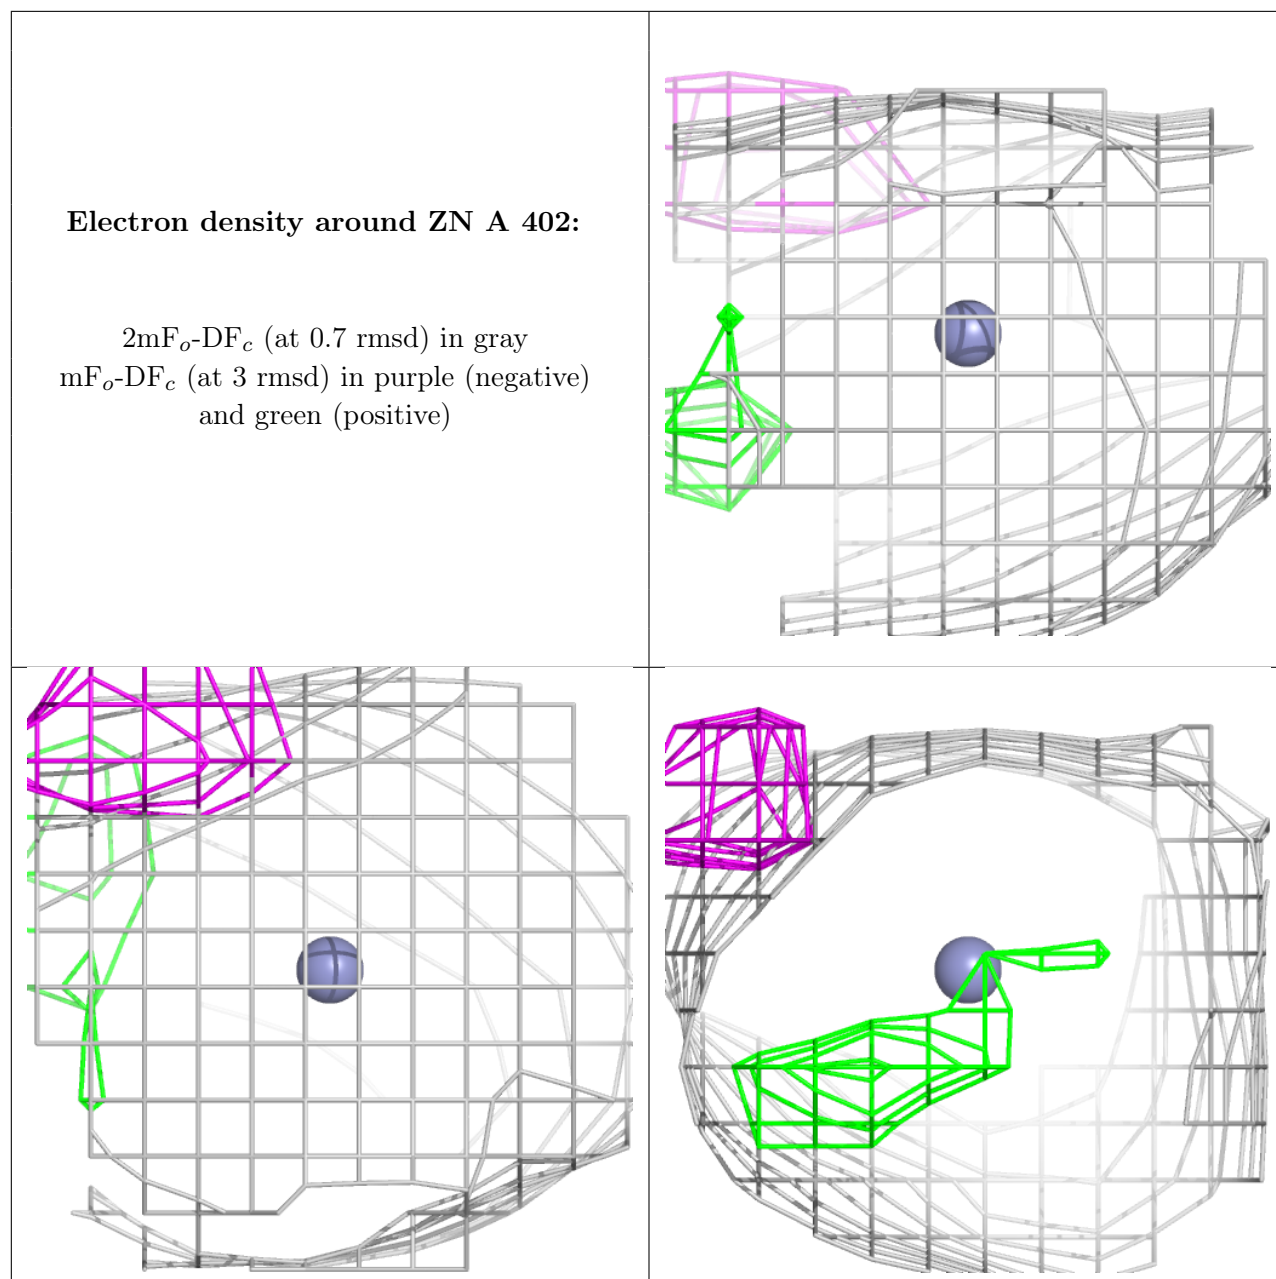 Electron density around ZN A 402:
2mFo-DFc (at 0.7 rmsd) in gray
mFo-DFc (at 3 rmsd) in purple (negative)
and green (positive)